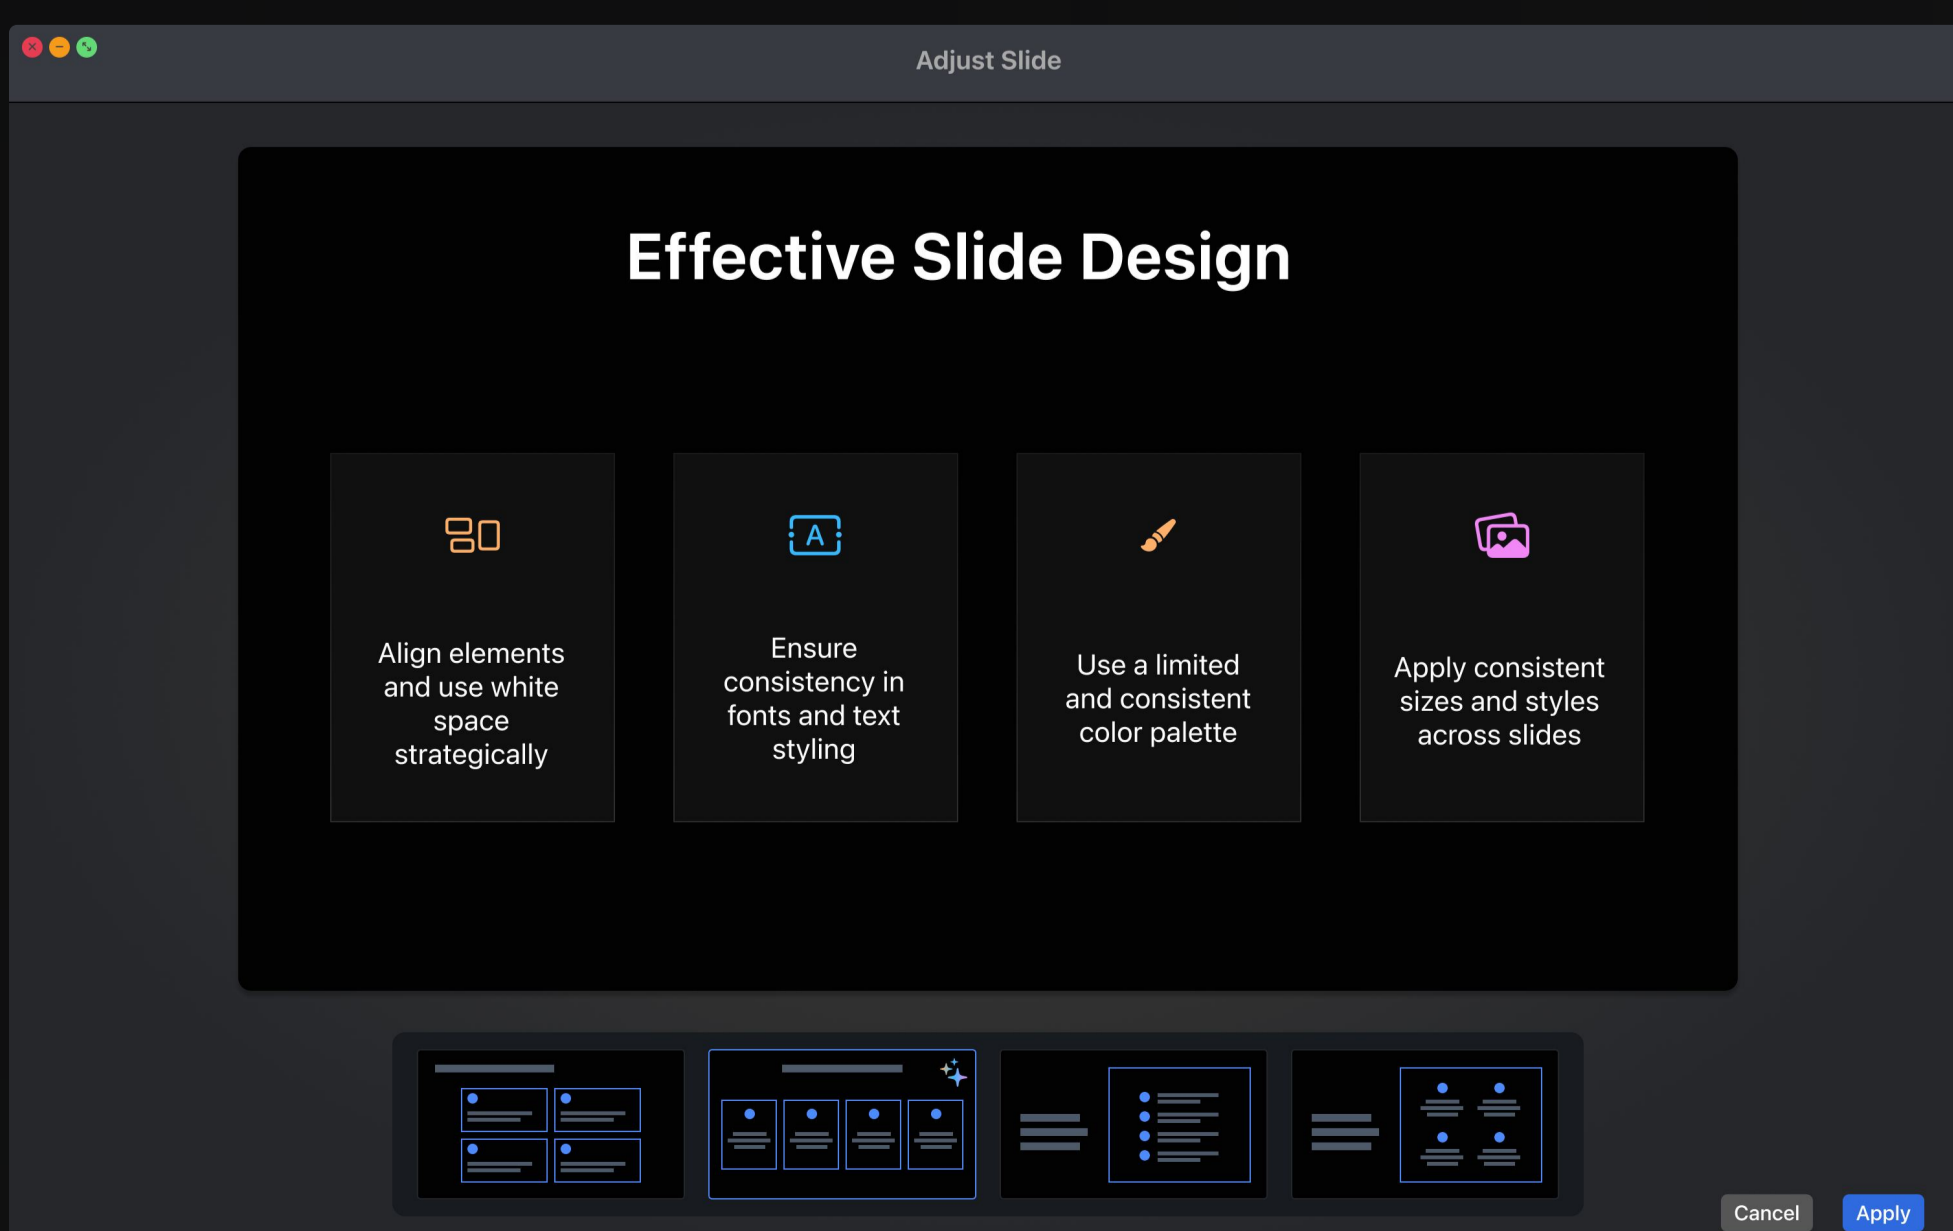 Adjust Slide
Effective Slide Design
Align elements
and use white
space
strategically
Ensure
consistency in
fonts and text
styling
Use a limited
and consistent
color palette
Apply consistent
sizes and styles
across slides
Cancel
Apply